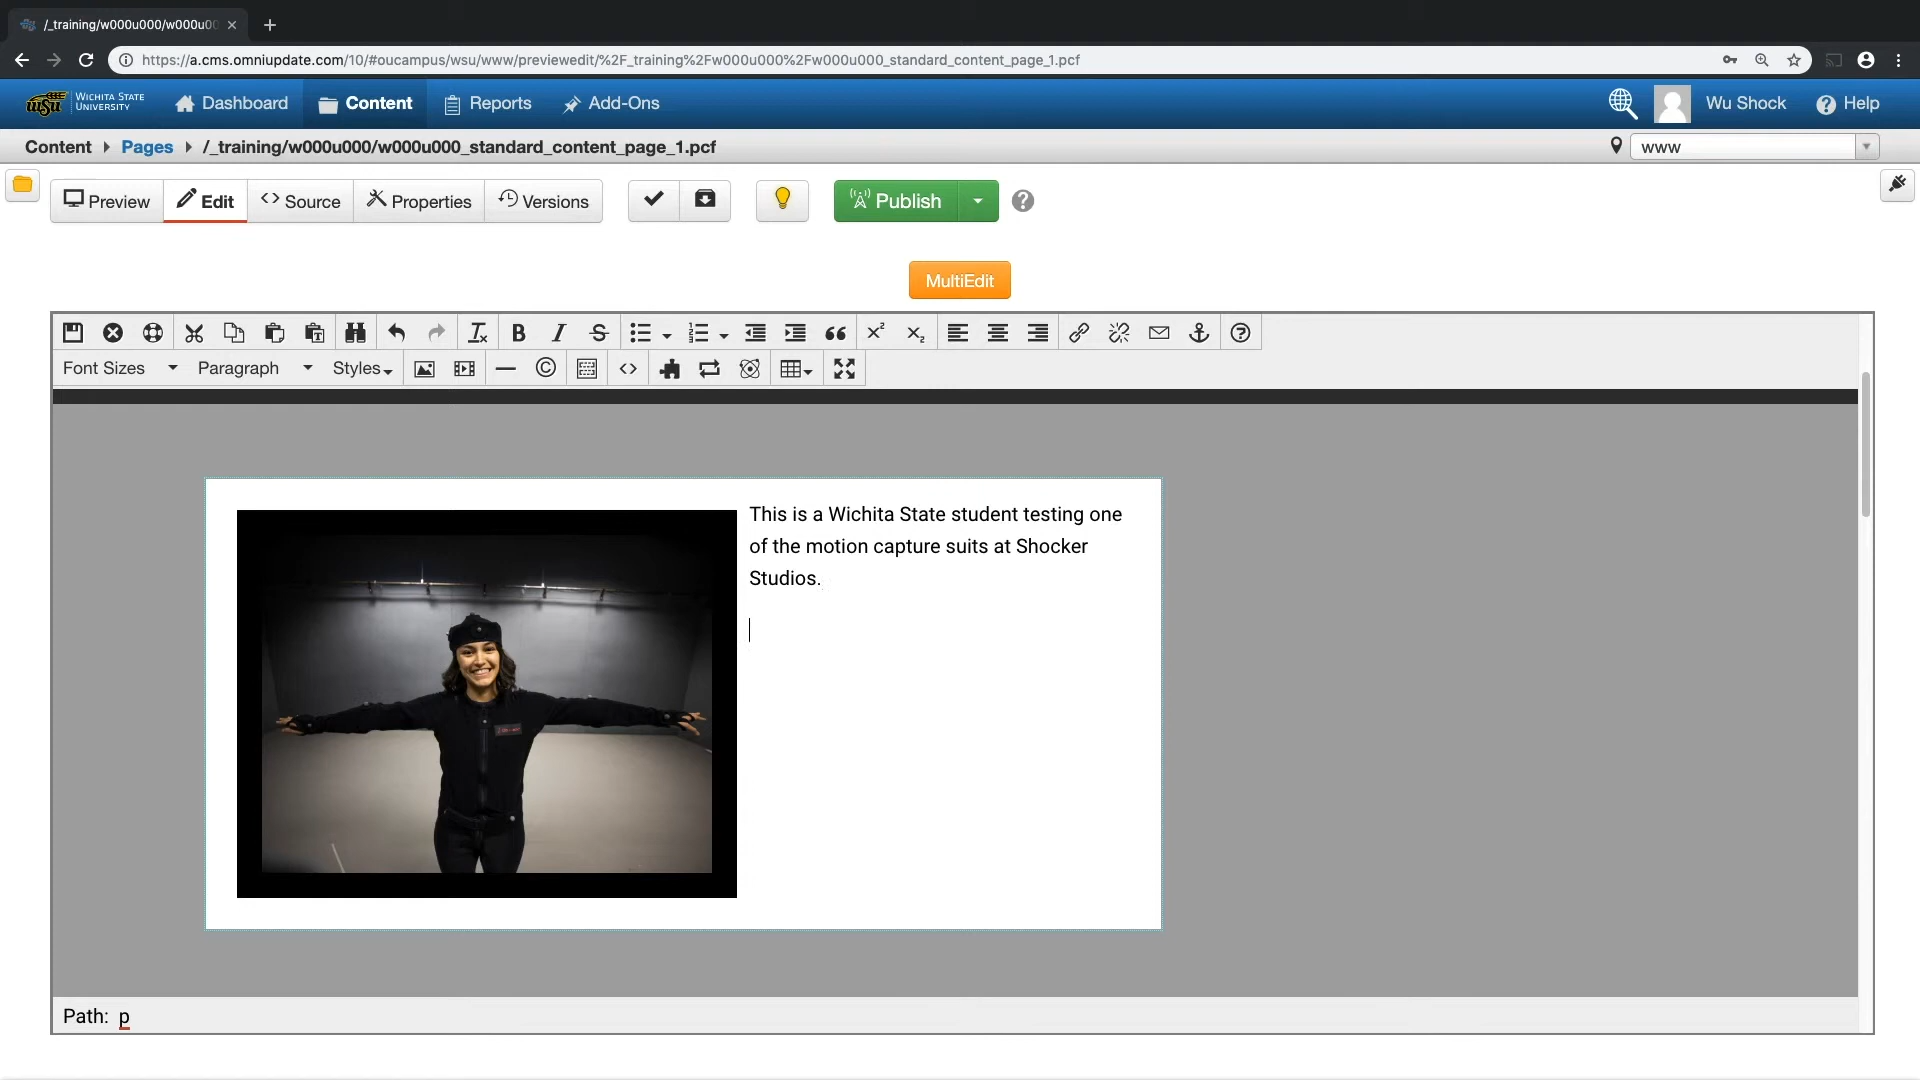 /_training/w000u000/w000u00
https://a.cms.omniupdate.com/10/#oucampus/wsu/www/previewedit/%2F_training%2Fw000u000%2Fw000u000_standard_content_page_1.pcf
WSU WICHITA STATE UNIVERSITY Dashboard Content Reports Add-Ons Wu Shock Help
Content Pages /_training/w000u000/w000u000_standard_content_page_1.pcf www
Preview Edit Source Properties Versions Publish
MultiEdit
Font Sizes Paragraph Styles
This is a Wichita State student testing one
of the motion capture suits at Shocker
Studios.
Path: p